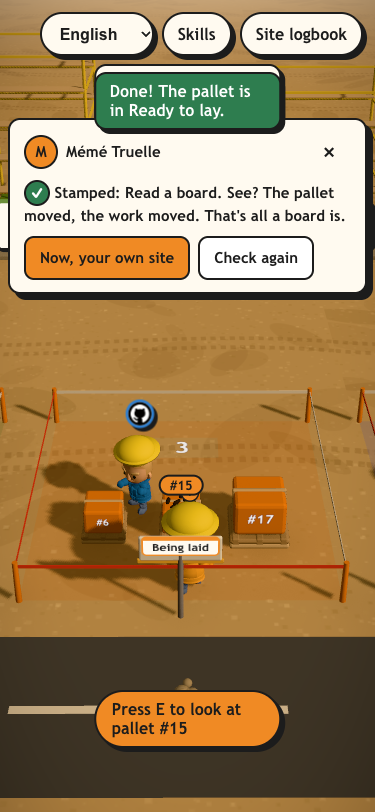 English
Skills
Site logbook
Done! The pallet is
in Ready to lay.
M
Mémé Truelle
×
Stamped: Read a board. See? The pallet
moved, the work moved. That's all a board is.
Now, your own site
Check again
3
#15
#6
#17
Being laid
Press E to look at
pallet #15